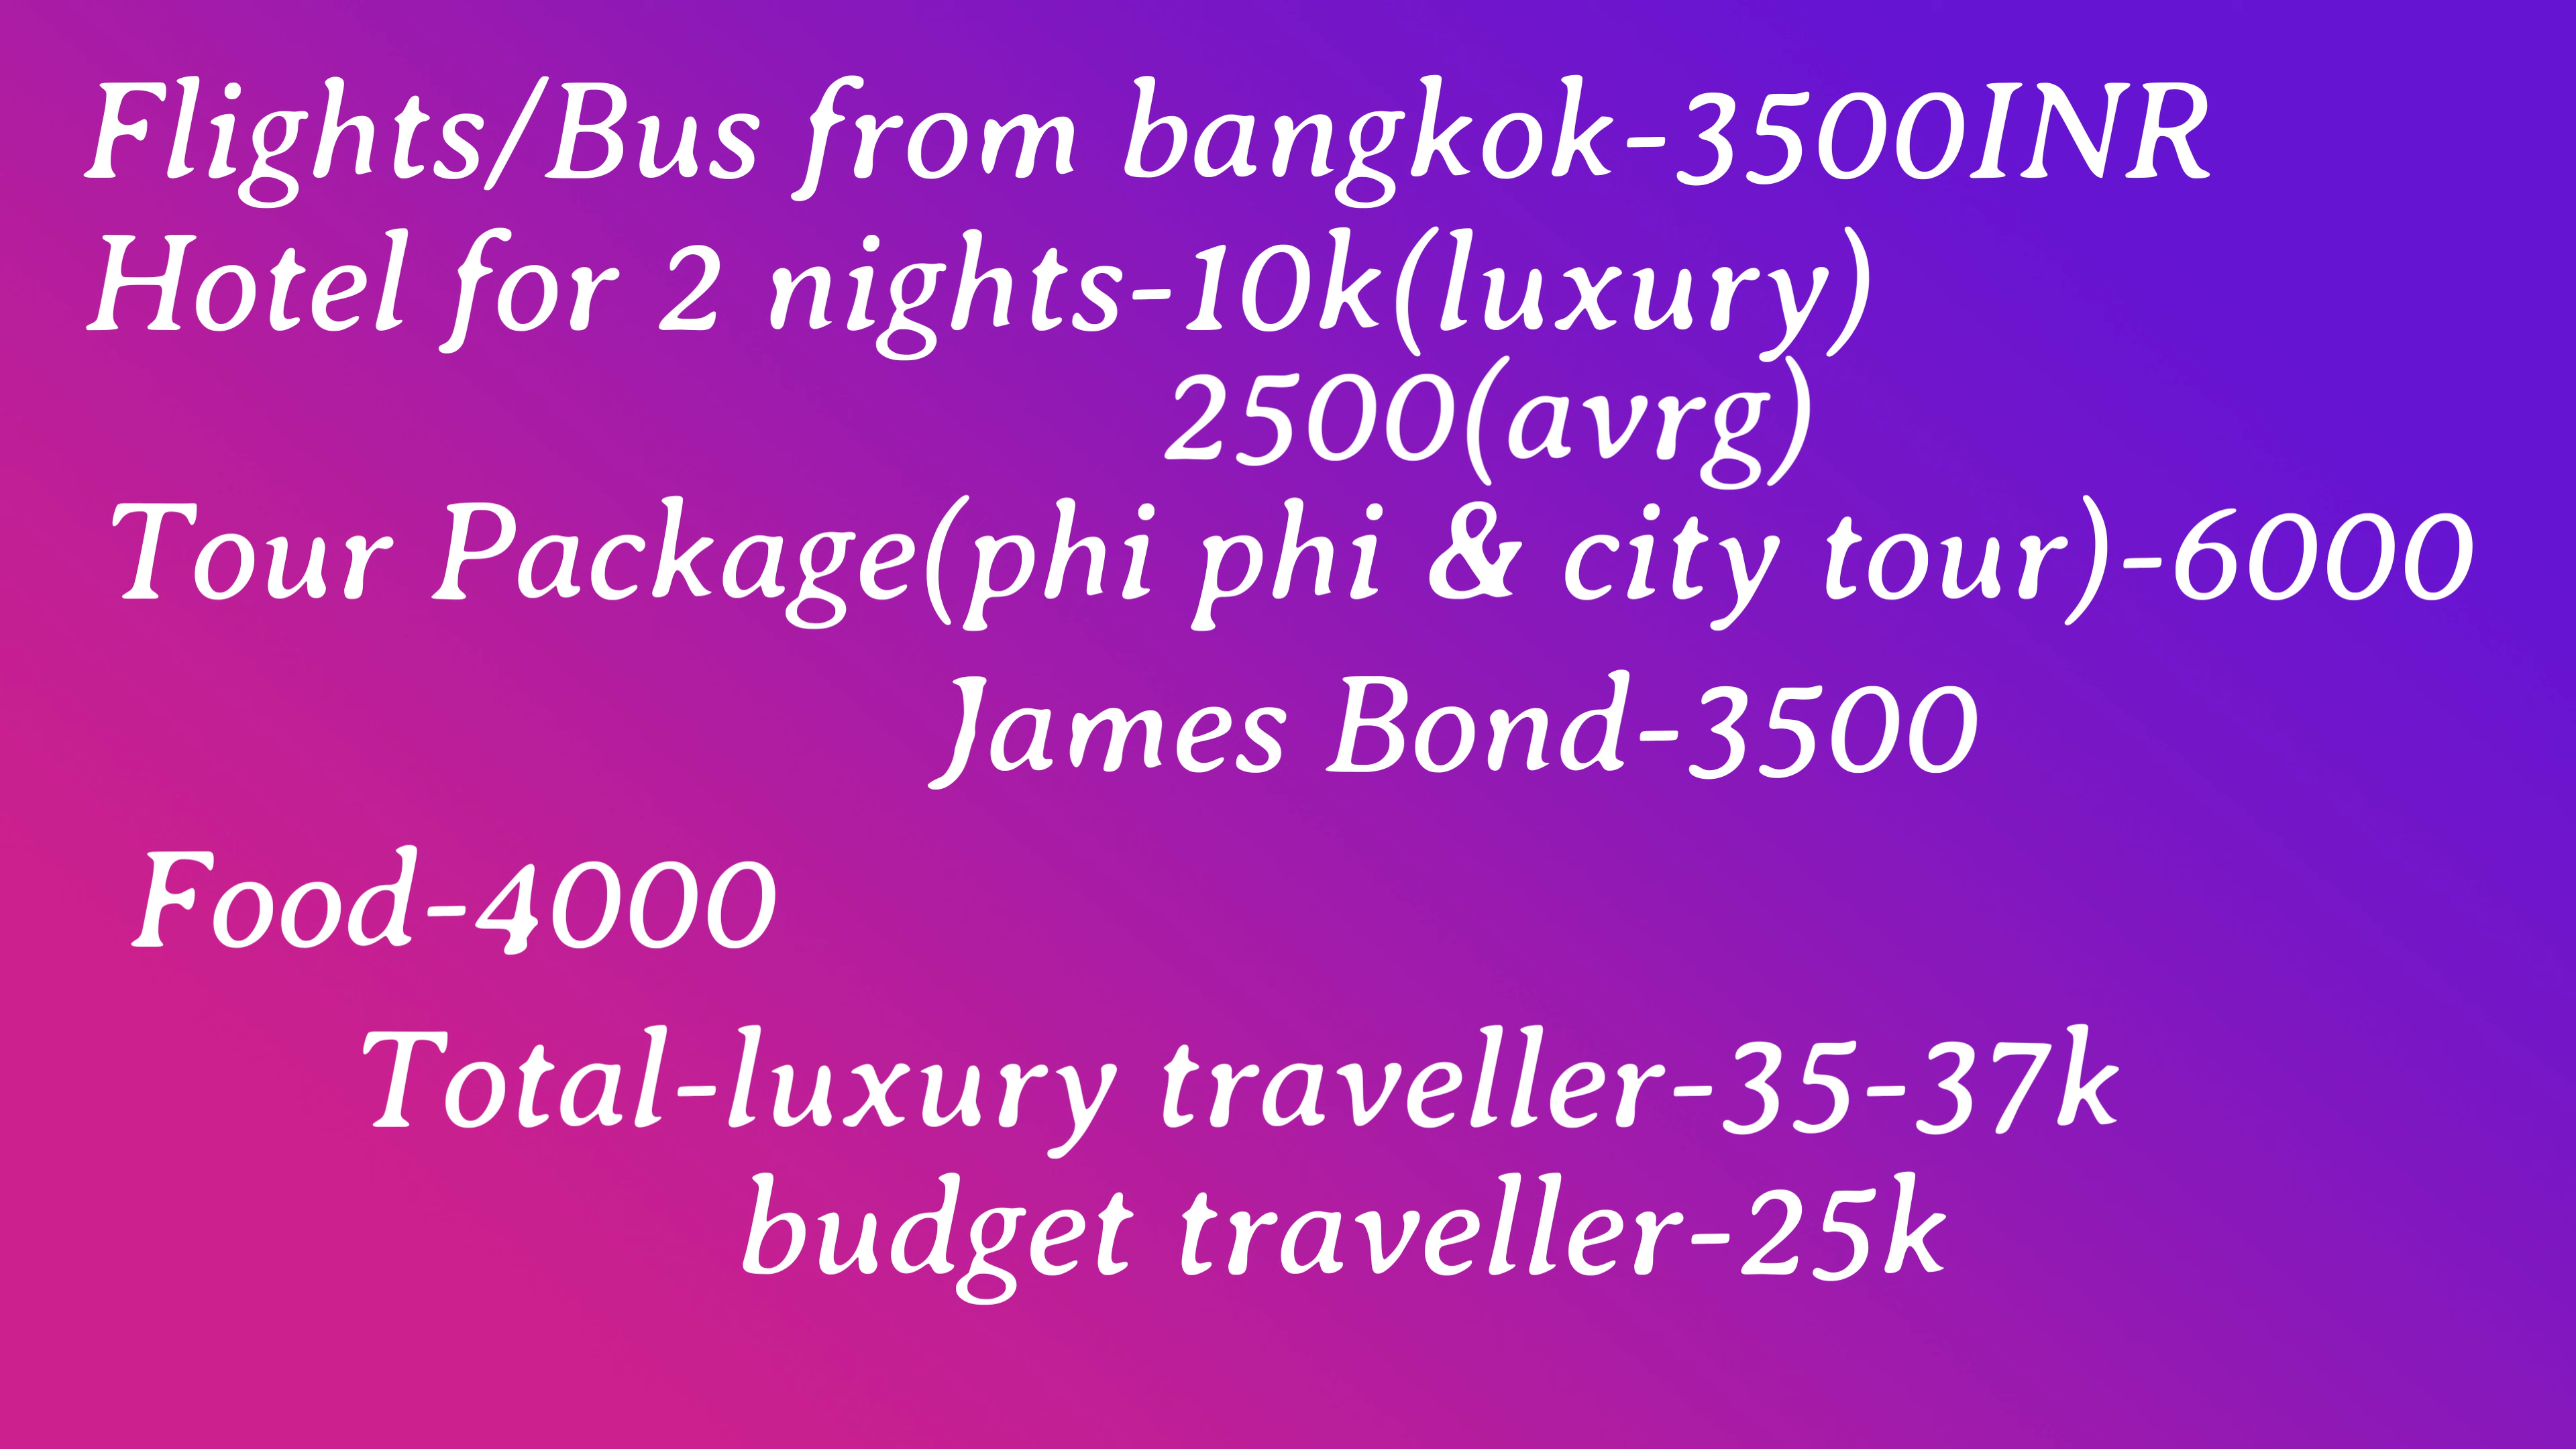 Flights/Bus from bangkok-3500INR
Hotel for 2 nights-10k(luxury)
2500(avrg)
Tour Package(phi phi & city tour)-6000
James Bond-3500
Food-4000
Total-luxury traveller-35-37k
budget traveller-25k